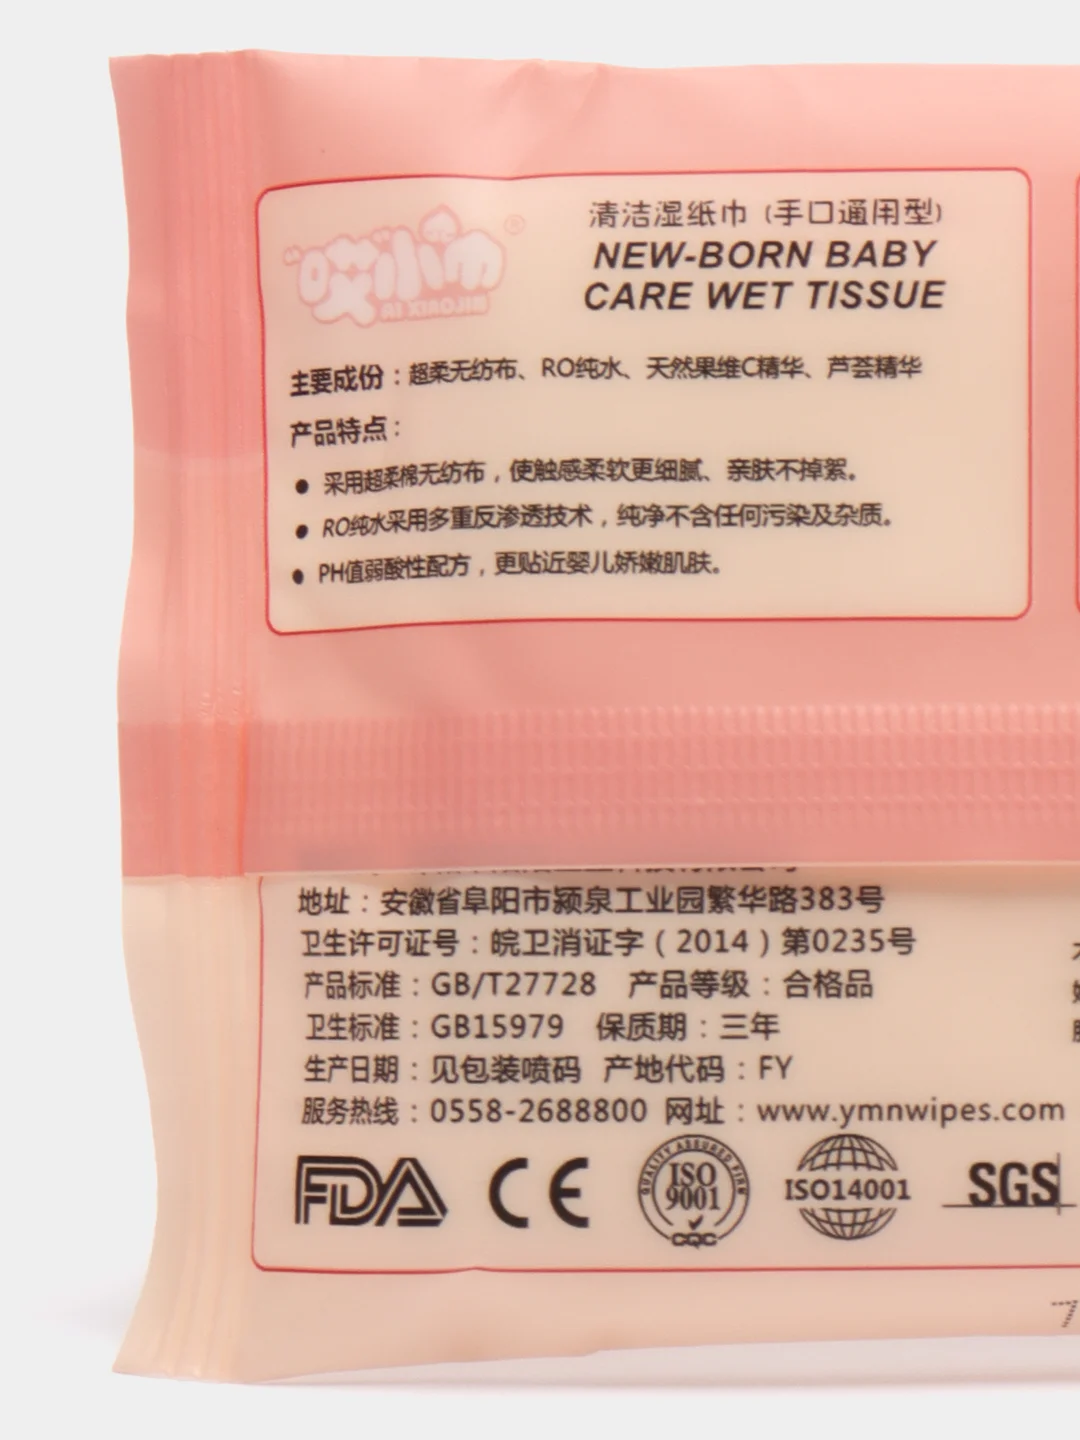 清洁湿纸巾（手口通用型）
NEW-BORN BABY
CARE WET TISSUE
主要成份：超柔无纺布、RO纯水、天然果维C精华、芦荟精华
产品特点：
● 采用超柔棉无纺布，使触感柔软更细腻、亲肤不掉絮。
● RO纯水采用多重反渗透技术，纯净不含任何污染及杂质。
● PH值弱酸性配方，更贴近婴儿娇嫩肌肤。
地址：安徽省阜阳市颍泉工业园繁华路383号
卫生许可证号：皖卫消证字（2014）第0235号
产品标准：GB/T27728 产品等级：合格品
卫生标准：GB15979 保质期：三年
生产日期：见包装喷码 产地代码：FY
服务热线：0558-2688800 网址：www.ymnwipes.com
FDA CE QUALITY ASSURED FIRM ISO 9001 CQC ISO14001 SGS
7